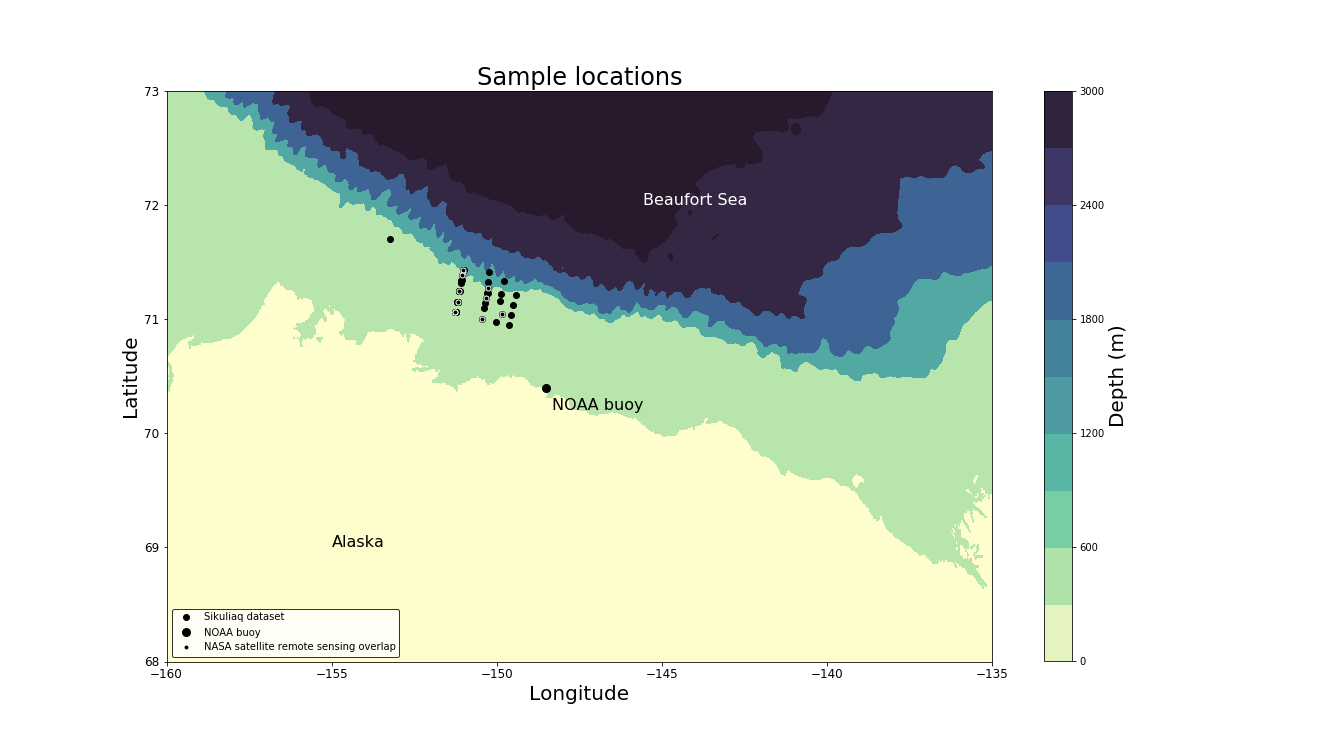 Sample locations
73
72
71
70
69
68
Latitude
Beaufort Sea
NOAA buoy
Alaska
Sikuliaq dataset
NOAA buoy
NASA satellite remote sensing overlap
−160
−155
−150
−145
−140
−135
Longitude
3000
2400
1800
1200
600
0
Depth (m)